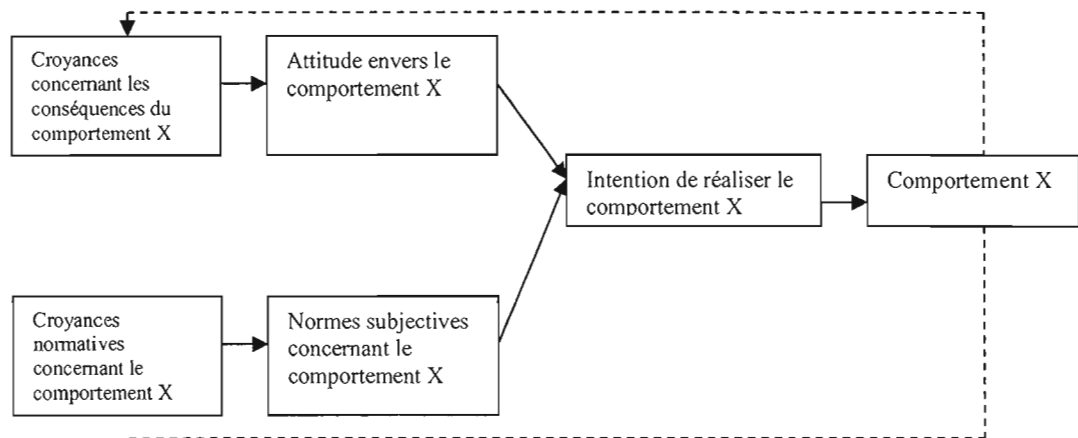 Croyances
concernant les
conséquences du
comportement X
Attitude envers le
comportement X
Intention de réaliser le
comportement X
Comportement X
Croyances
normatives
concernant le
comportement X
Normes subjectives
concernant le
comportement X